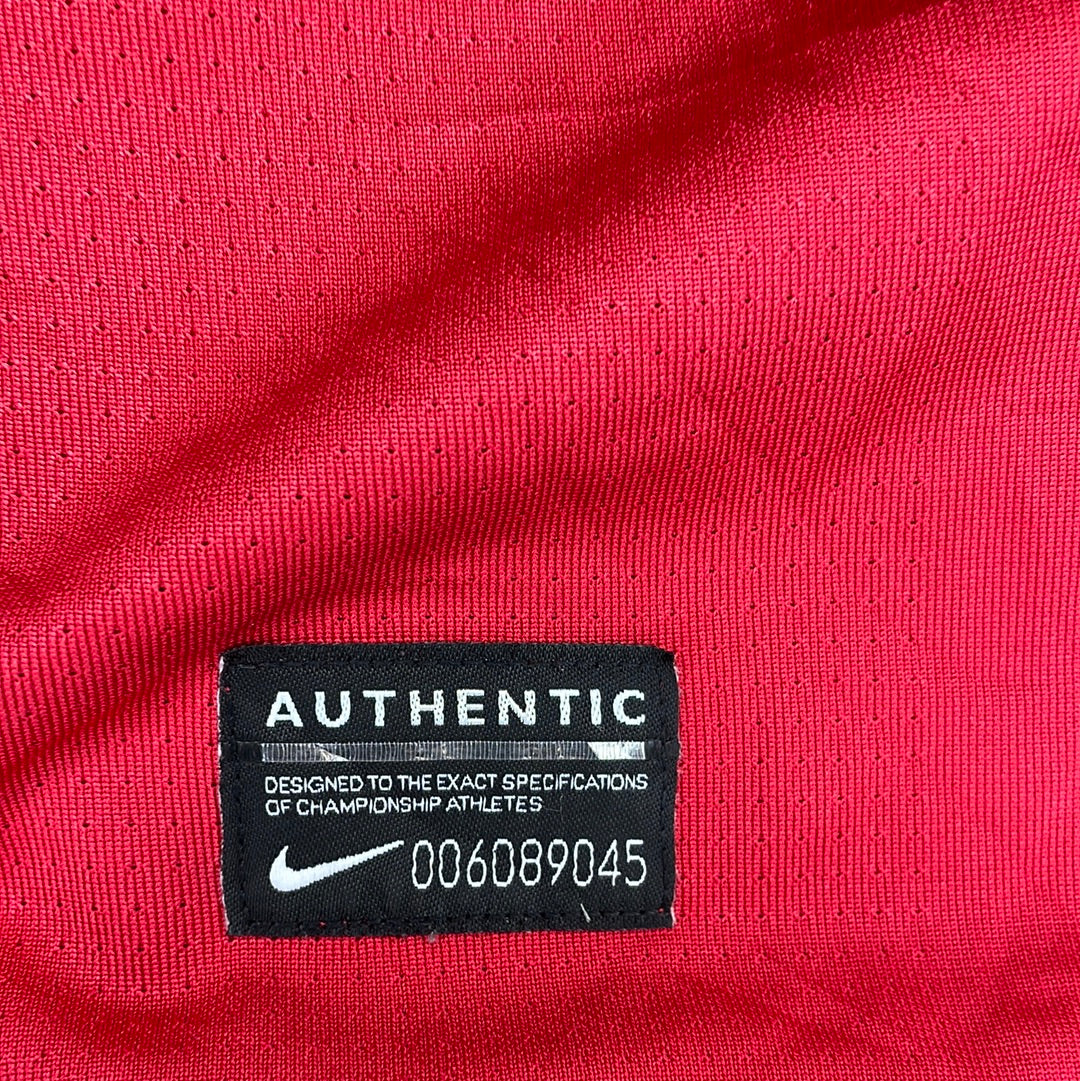 AUTHENTIC
DESIGNED TO THE EXACT SPECIFICATIONS
OF CHAMPIONSHIP ATHLETES
006089045